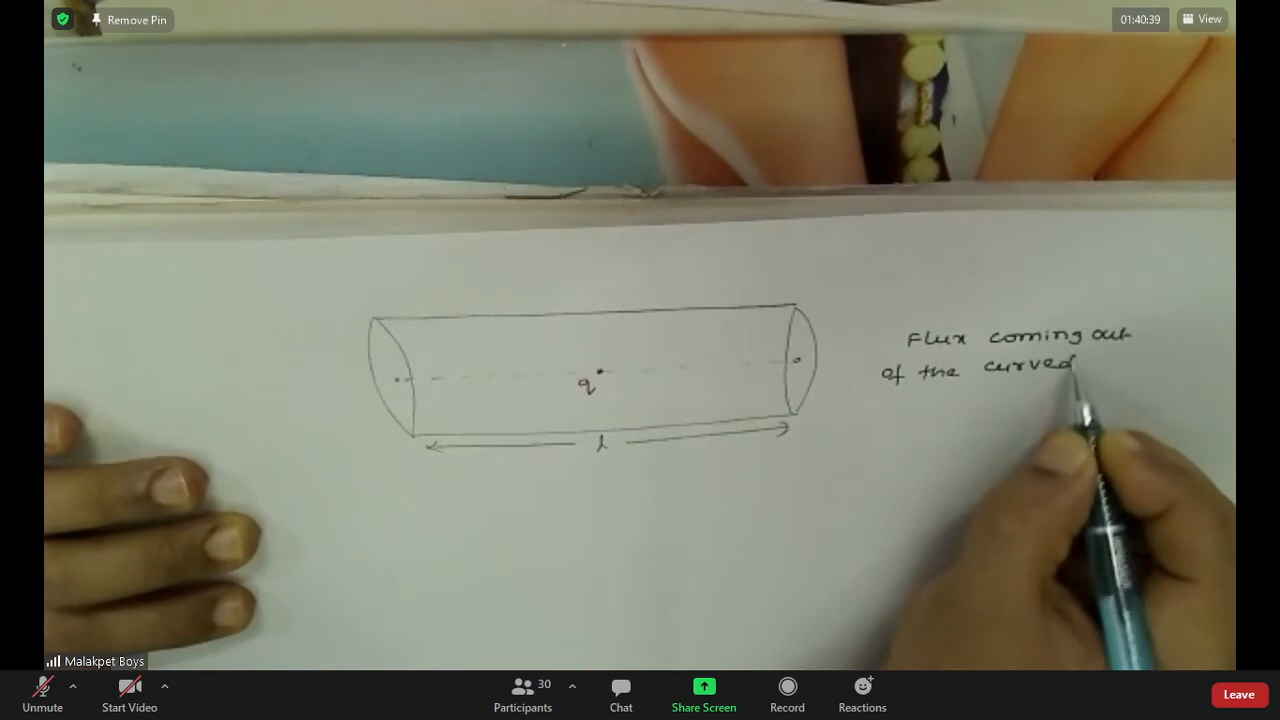 Remove Pin
01:40:39
View
Flux coming out
of the curved
q
l
Malakpet Boys
Unmute
Start Video
30
Participants
Chat
Share Screen
Record
Reactions
Leave